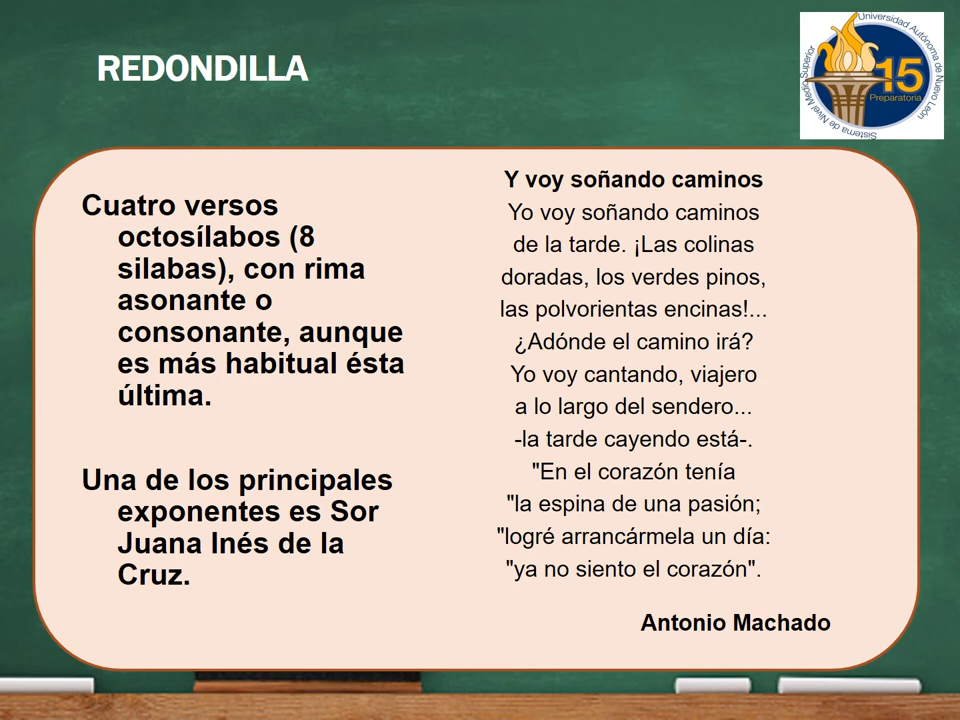 REDONDILLA
Universidad Autónoma de Nuevo León
Sistema de Nivel Medio Superior
15
Preparatoria
Cuatro versos
octosílabos (8
silabas), con rima
asonante o
consonante, aunque
es más habitual ésta
última.
Una de los principales
exponentes es Sor
Juana Inés de la
Cruz.
Y voy soñando caminos
Yo voy soñando caminos
de la tarde. ¡Las colinas
doradas, los verdes pinos,
las polvorientas encinas!...
¿Adónde el camino irá?
Yo voy cantando, viajero
a lo largo del sendero...
-la tarde cayendo está-.
"En el corazón tenía
"la espina de una pasión;
"logré arrancármela un día:
"ya no siento el corazón".
Antonio Machado